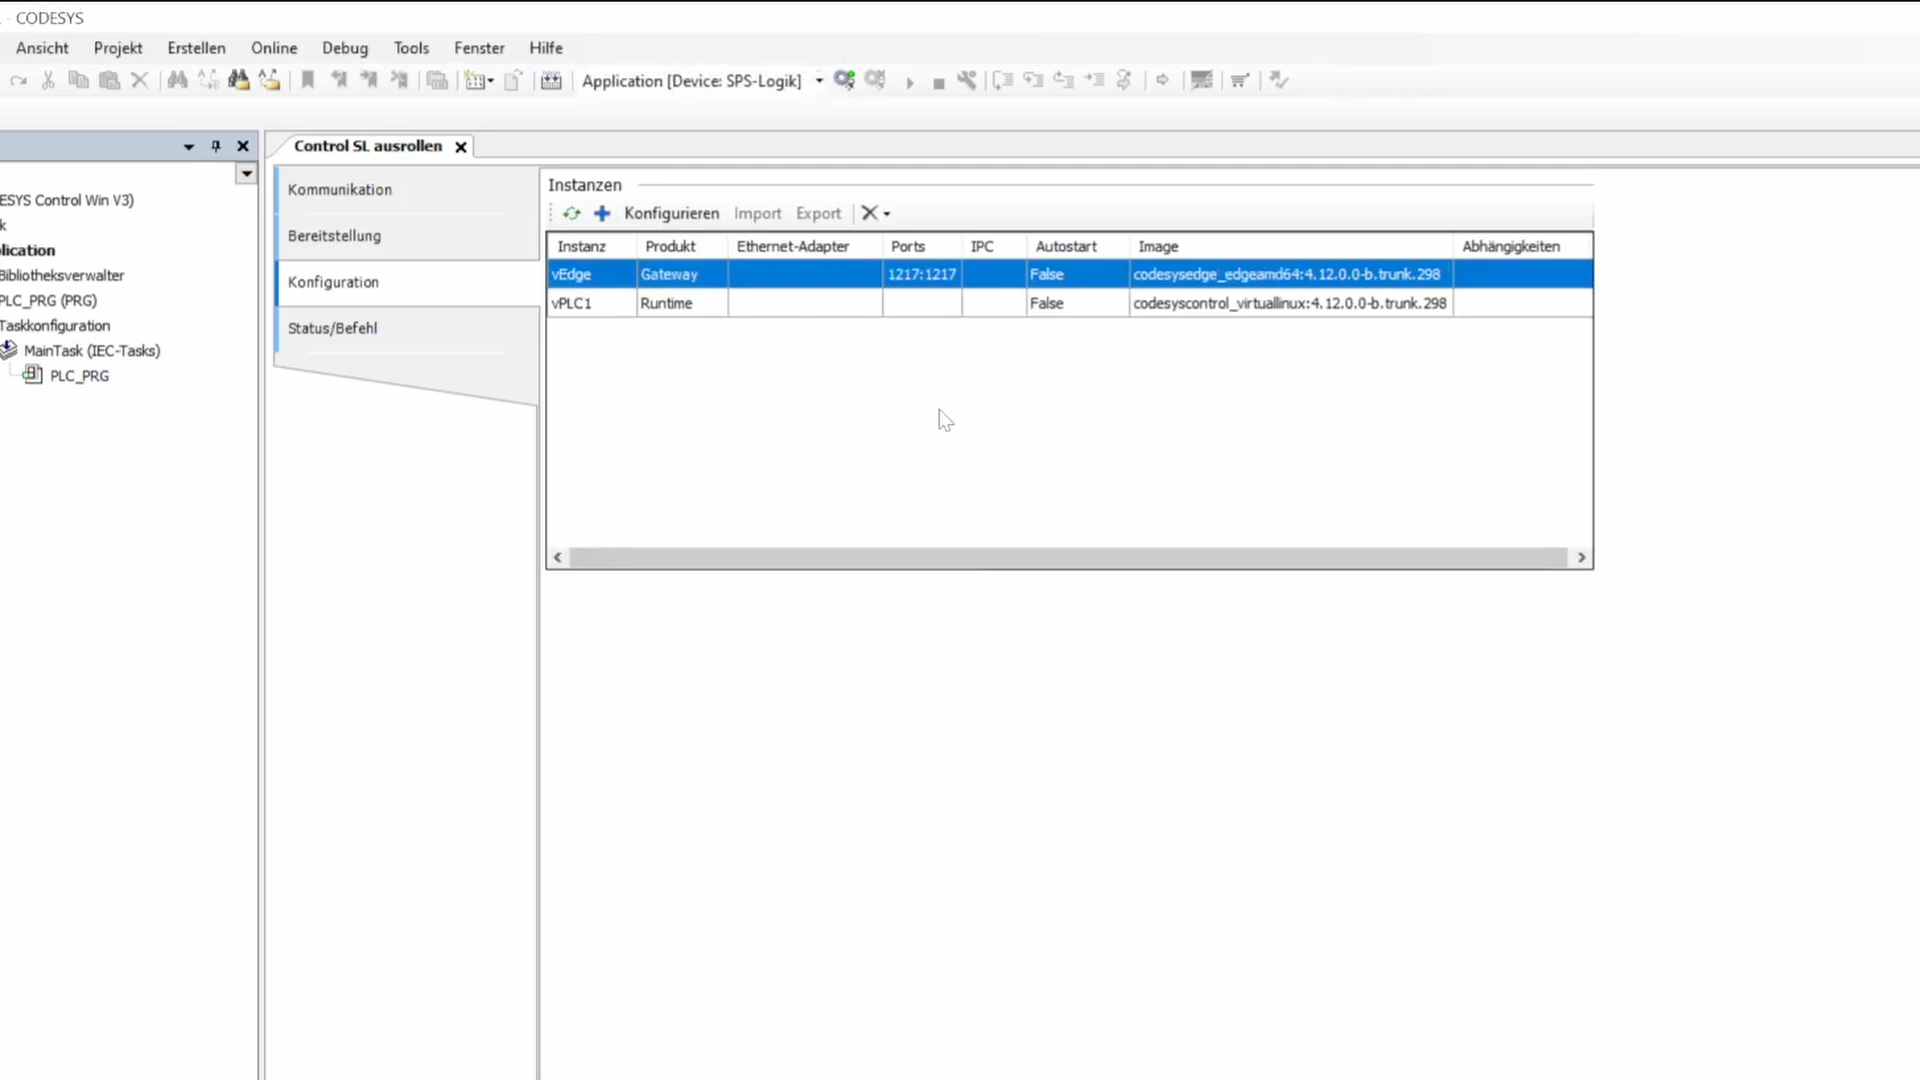 CODESYS
Ansicht Projekt Erstellen Online Debug Tools Fenster Hilfe
Application [Device: SPS-Logik]
Control SL ausrollen
ESYS Control Win V3)
k
lication
Bibliotheksverwalter
PLC_PRG (PRG)
Taskkonfiguration
MainTask (IEC-Tasks)
PLC_PRG
Kommunikation
Bereitstellung
Konfiguration
Status/Befehl
Instanzen
Konfigurieren Import Export
Instanz Produkt Ethernet-Adapter Ports IPC Autostart Image Abhängigkeiten
vEdge Gateway 1217:1217 False codesysedge_edgeamd64:4.12.0.0-b.trunk.298
vPLC1 Runtime False codesyscontrol_virtuallinux:4.12.0.0-b.trunk.298